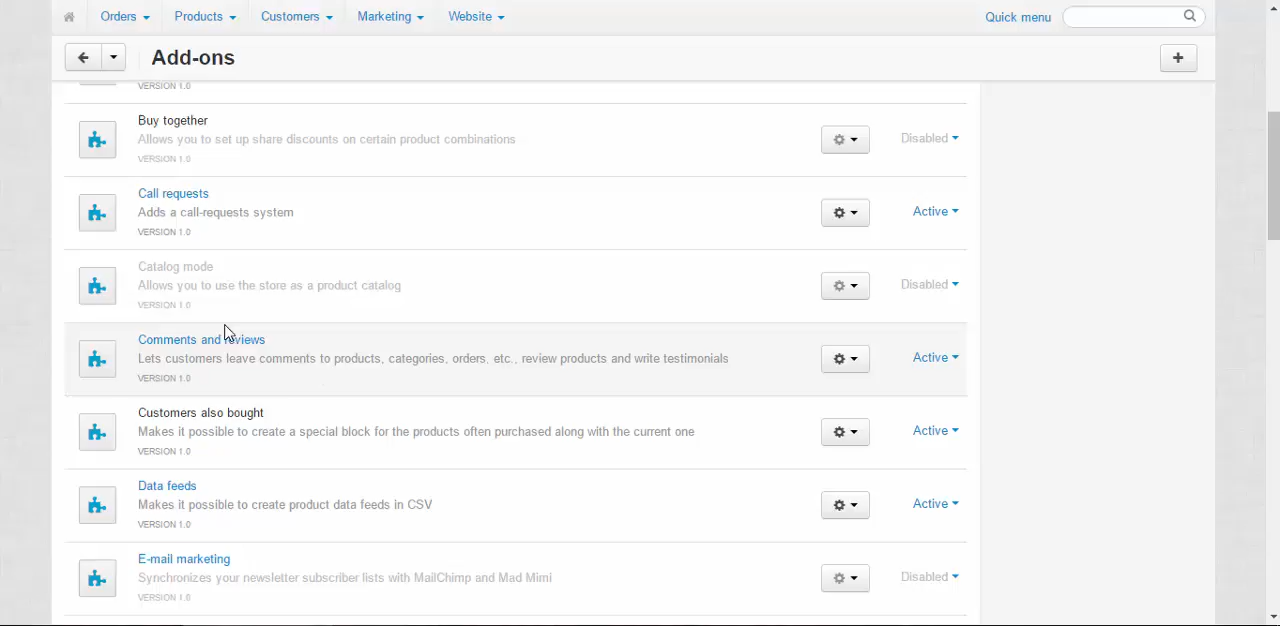 Orders Products Customers Marketing Website Quick menu
Add-ons
VERSION 1.0
Buy together
Allows you to set up share discounts on certain product combinations
Disabled
VERSION 1.0
Call requests
Adds a call-requests system
Active
VERSION 1.0
Catalog mode
Allows you to use the store as a product catalog
Disabled
VERSION 1.0
Comments and reviews
Lets customers leave comments to products, categories, orders, etc., review products and write testimonials
Active
VERSION 1.0
Customers also bought
Makes it possible to create a special block for the products often purchased along with the current one
Active
VERSION 1.0
Data feeds
Makes it possible to create product data feeds in CSV
Active
VERSION 1.0
E-mail marketing
Synchronizes your newsletter subscriber lists with MailChimp and Mad Mimi
Disabled
VERSION 1.0